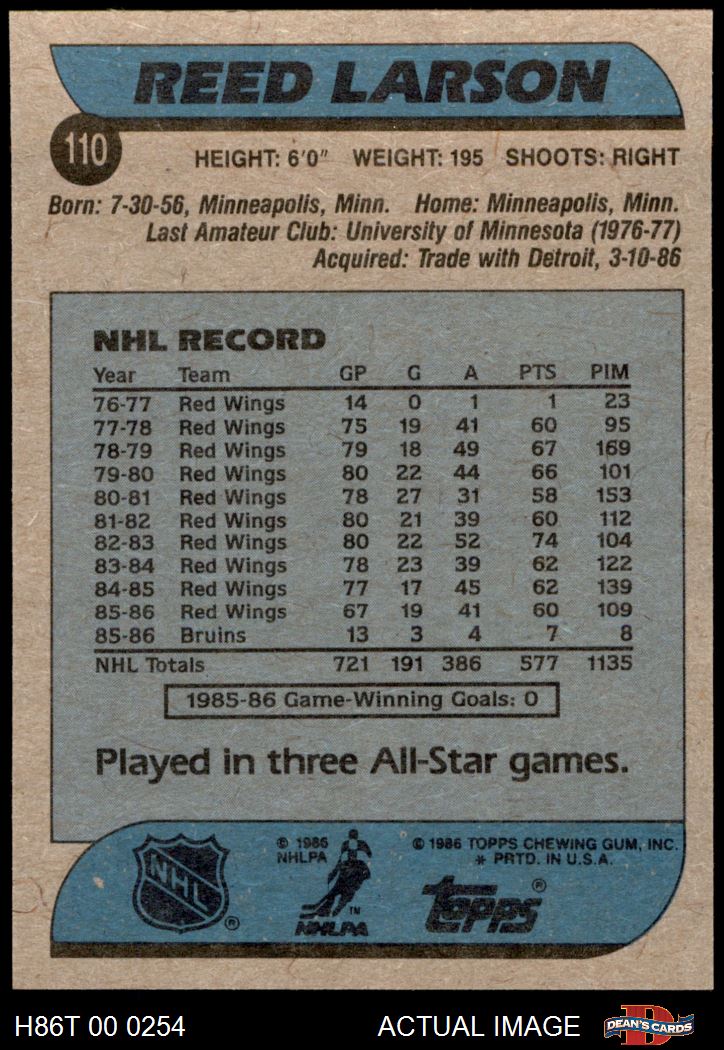 REED LARSON
110
HEIGHT: 6'0" WEIGHT: 195 SHOOTS: RIGHT
Born: 7-30-56, Minneapolis, Minn. Home: Minneapolis, Minn.
Last Amateur Club: University of Minnesota (1976-77)
Acquired: Trade with Detroit, 3-10-86
NHL RECORD
Year Team GP G A PTS PIM
76-77 Red Wings 14 0 1 1 23
77-78 Red Wings 75 19 41 60 95
78-79 Red Wings 79 18 49 67 169
79-80 Red Wings 80 22 44 66 101
80-81 Red Wings 78 27 31 58 153
81-82 Red Wings 80 21 39 60 112
82-83 Red Wings 80 22 52 74 104
83-84 Red Wings 78 23 39 62 122
84-85 Red Wings 77 17 45 62 139
85-86 Red Wings 67 19 41 60 109
85-86 Bruins 13 3 4 7 8
NHL Totals 721 191 386 577 1135
1985-86 Game-Winning Goals: 0
Played in three All-Star games.
NHL ®
© 1986
NHLPA
TM
NHLPA
© 1986 TOPPS CHEWING GUM, INC.
* PRTD. IN U.S.A.
TOPPS ®
H86T 00 0254 ACTUAL IMAGE
D
DEAN'S CARDS